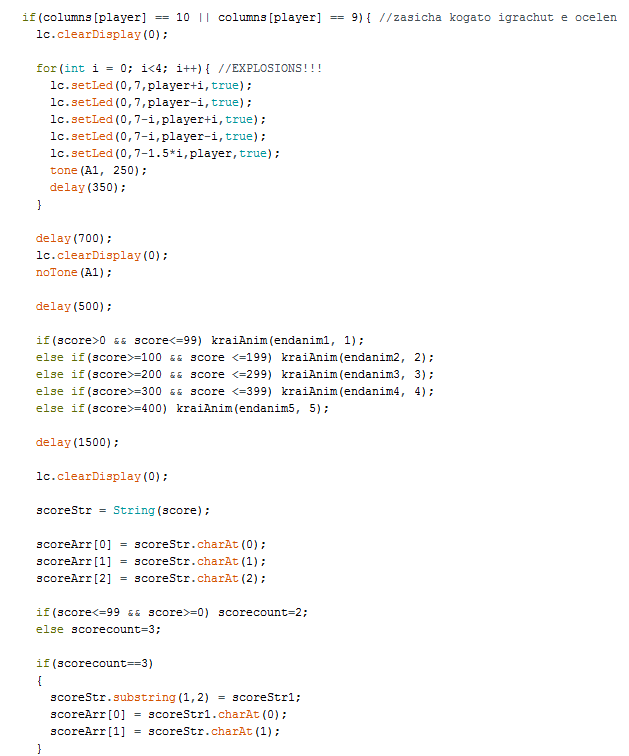 if(columns[player] == 10 || columns[player] == 9){ //zasicha kogato igrachut e ocelen
lc.clearDisplay(0);
for(int i = 0; i<4; i++){ //EXPLOSIONS!!!
lc.setLed(0,7,player+i,true);
lc.setLed(0,7,player-i,true);
lc.setLed(0,7-i,player+i,true);
lc.setLed(0,7-i,player-i,true);
lc.setLed(0,7-1.5*i,player,true);
tone(A1, 250);
delay(350);
}
delay(700);
lc.clearDisplay(0);
noTone(A1);
delay(500);
if(score>0 && score<=99) kraiAnim(endanim1, 1);
else if(score>=100 && score <=199) kraiAnim(endanim2, 2);
else if(score>=200 && score <=299) kraiAnim(endanim3, 3);
else if(score>=300 && score <=399) kraiAnim(endanim4, 4);
else if(score>=400) kraiAnim(endanim5, 5);
delay(1500);
lc.clearDisplay(0);
scoreStr = String(score);
scoreArr[0] = scoreStr.charAt(0);
scoreArr[1] = scoreStr.charAt(1);
scoreArr[2] = scoreStr.charAt(2);
if(score<=99 && score>=0) scorecount=2;
else scorecount=3;
if(scorecount==3)
{
scoreStr.substring(1,2) = scoreStr1;
scoreArr[0] = scoreStr1.charAt(0);
scoreArr[1] = scoreStr.charAt(1);
}